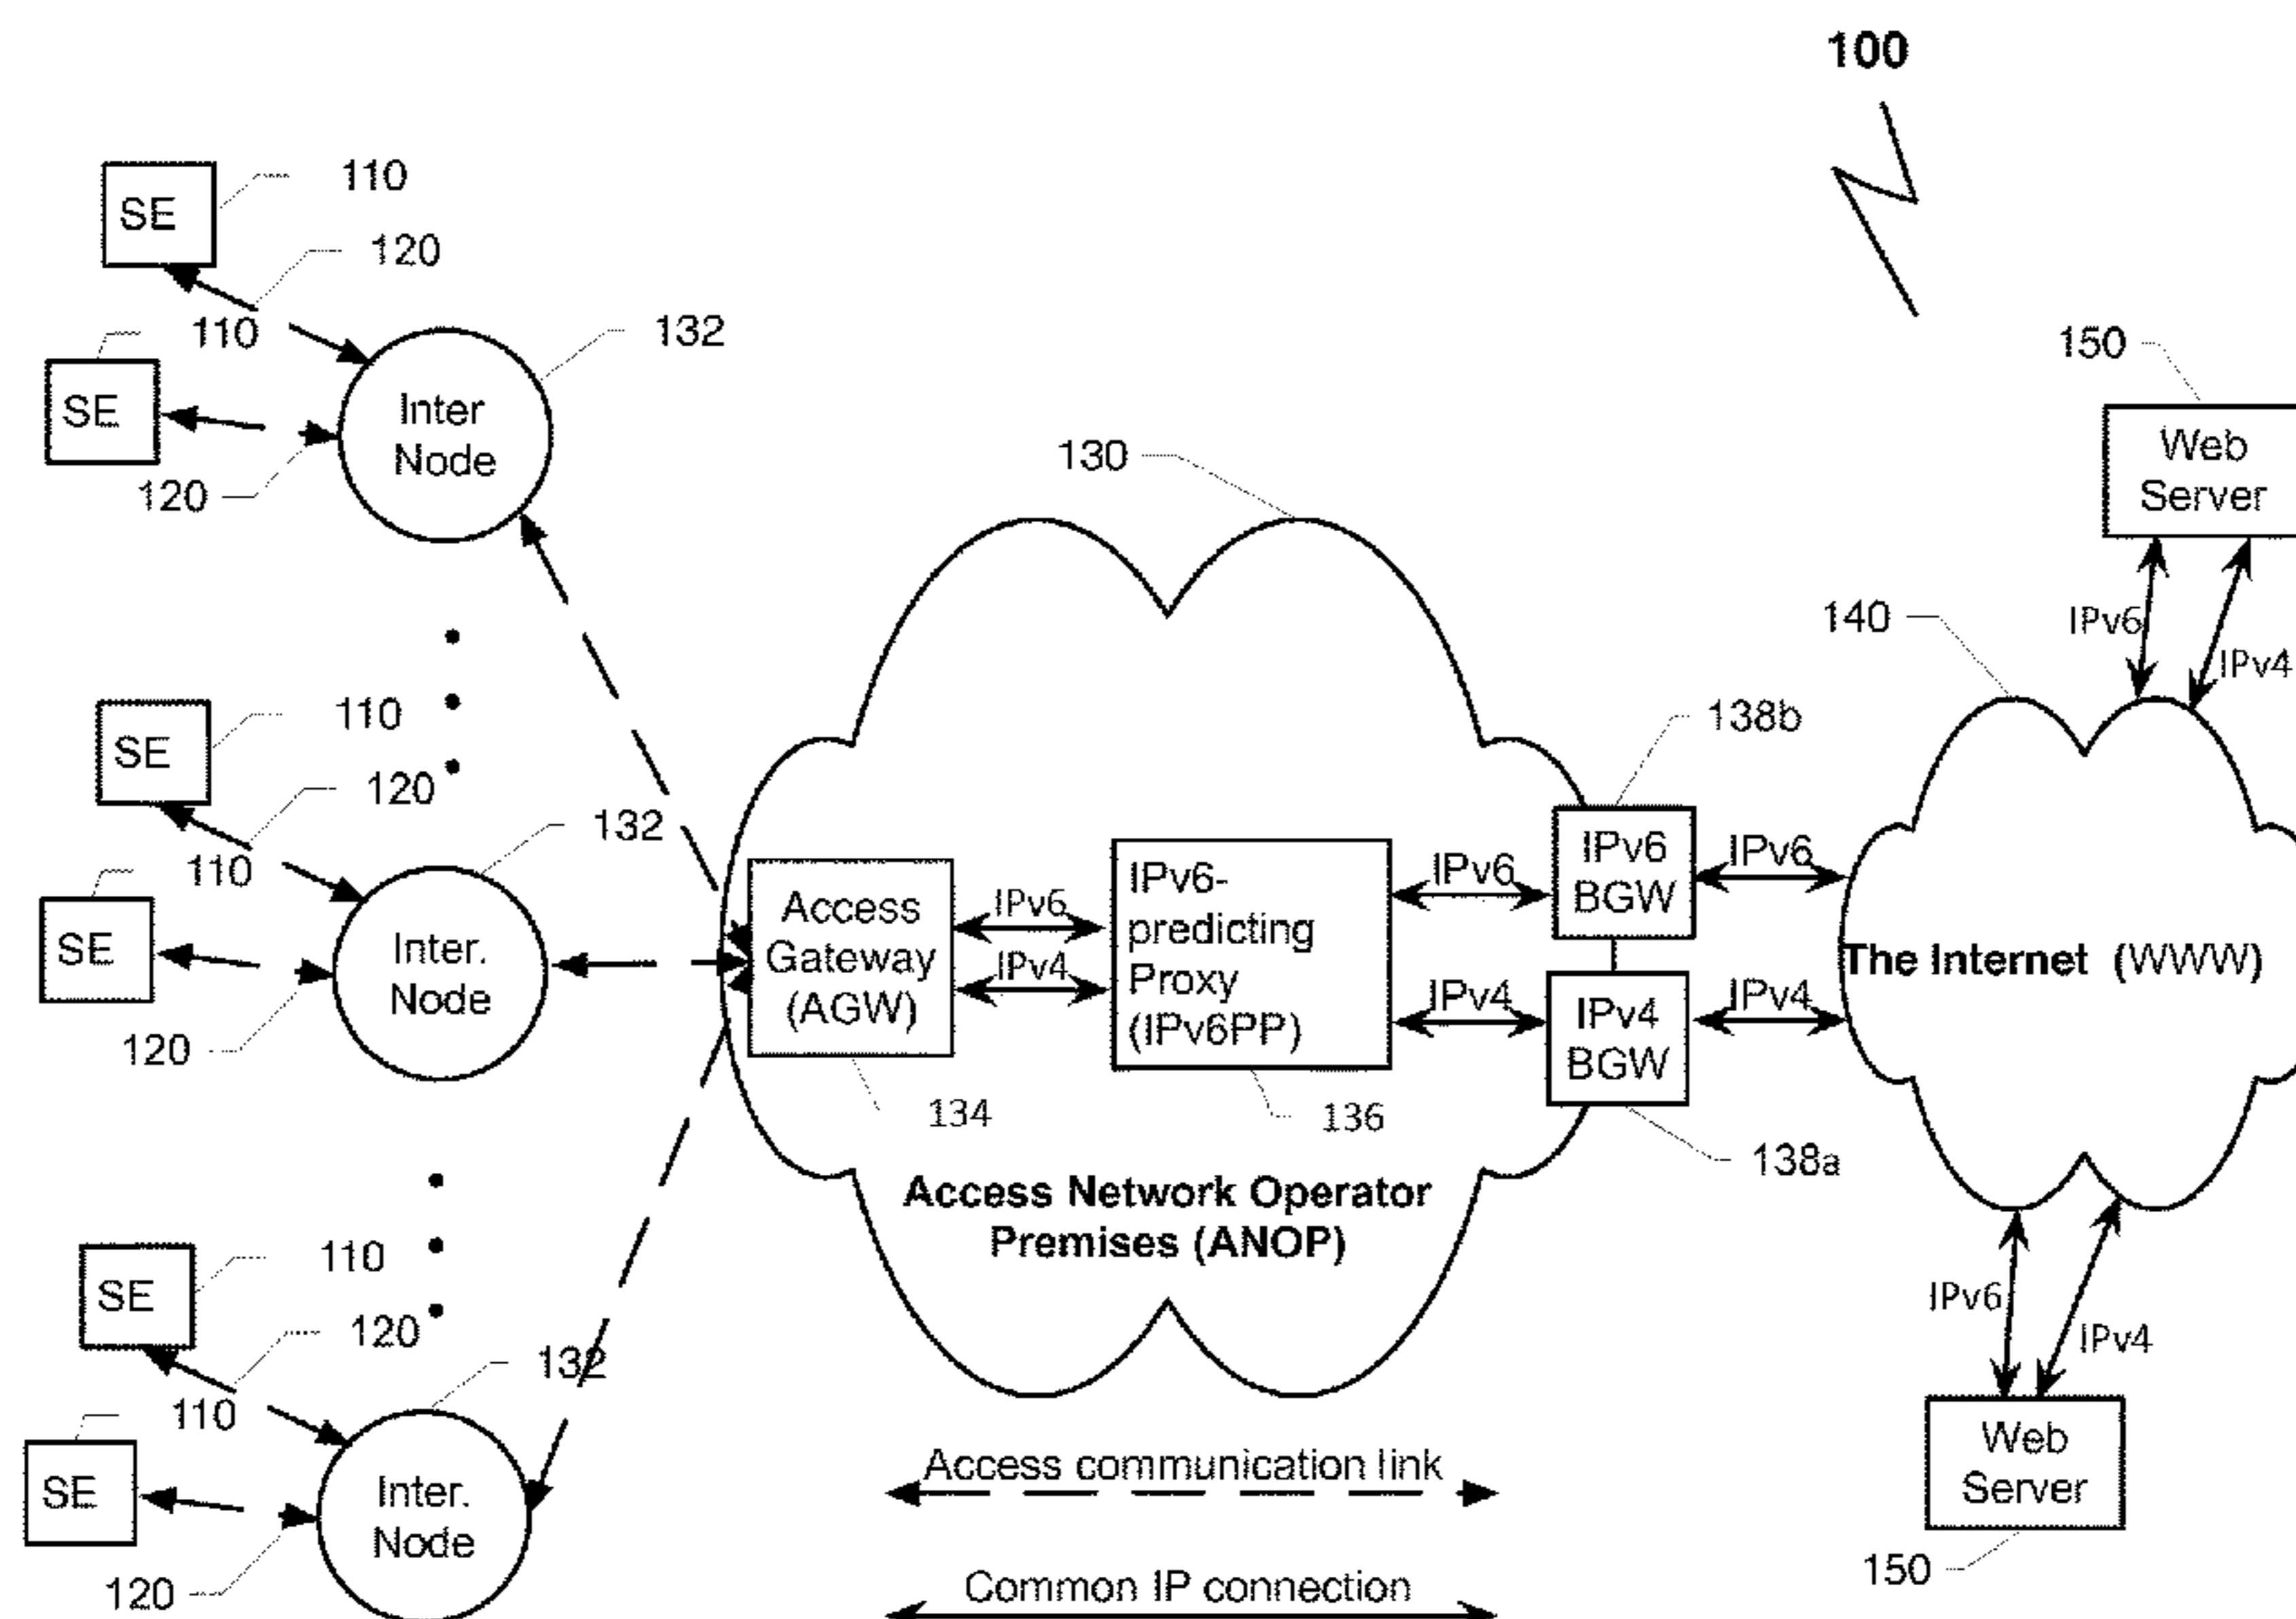 100
SE
110
120
SE
110
120
Inter
Node
132
SE
110
120
SE
110
120
Inter.
Node
132
SE
110
120
SE
110
120
Inter.
Node
132
130
Access
Gateway
(AGW)
134
IPv6
IPv4
IPv6-
predicting
Proxy
(IPv6PP)
136
IPv6
IPv4
138b
IPv6
BGW
IPv4
BGW
138a
IPv6
IPv4
Access Network Operator
Premises (ANOP)
140
The Internet (WWW)
150
Web
Server
IPv6
IPv4
IPv6
IPv4
Web
Server
150
Access communication link
Common IP connection